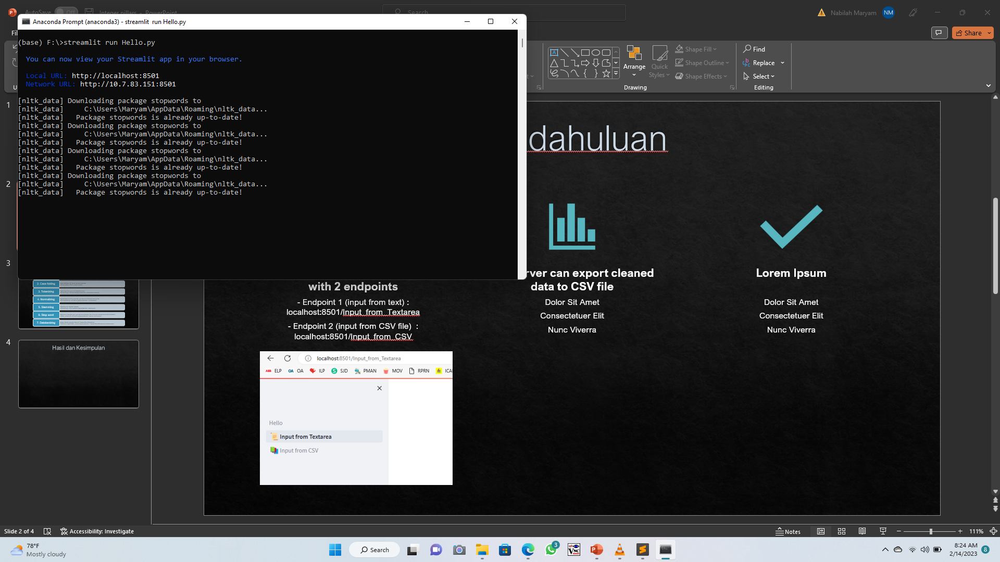 AutoSave Off Integer pillars - PowerPoint
Search
Nabilah Maryam NM
Anaconda Prompt (anaconda3) - streamlit run Hello.py
(base) F:\>streamlit run Hello.py
You can now view your Streamlit app in your browser.
Local URL: http://localhost:8501
Network URL: http://10.7.83.151:8501
[nltk_data] Downloading package stopwords to
[nltk_data] C:\Users\Maryam\AppData\Roaming\nltk_data...
[nltk_data] Package stopwords is already up-to-date!
[nltk_data] Downloading package stopwords to
[nltk_data] C:\Users\Maryam\AppData\Roaming\nltk_data...
[nltk_data] Package stopwords is already up-to-date!
[nltk_data] Downloading package stopwords to
[nltk_data] C:\Users\Maryam\AppData\Roaming\nltk_data...
[nltk_data] Package stopwords is already up-to-date!
[nltk_data] Downloading package stopwords to
[nltk_data] C:\Users\Maryam\AppData\Roaming\nltk_data...
[nltk_data] Package stopwords is already up-to-date!
Share
Arrange
Quick
Styles
Shape Fill
Shape Outline
Shape Effects
Drawing
Find
Replace
Select
Editing
1
2
3
2. Case folding
3. Tokenizing
4. Normalizing
5. Stemming
6. Stop word
7. Detokenizing
4
Hasil dan Kesimpulan
dahuluan
with 2 endpoints
- Endpoint 1 (input from text) :
localhost:8501/Input_from_Textarea
- Endpoint 2 (input from CSV file) :
localhost:8501/Input_from_CSV
localhost:8501/Input_from_Textarea
ELP OA OA ILP SJD PMAN MOV RPRN ICA
Hello
Input from Textarea
Input from CSV
rver can export cleaned
data to CSV file
Dolor Sit Amet
Consectetuer Elit
Nunc Viverra
Lorem Ipsum
Dolor Sit Amet
Consectetuer Elit
Nunc Viverra
Slide 2 of 4
Accessibility: Investigate
Notes
111%
78°F
Mostly cloudy
Search
3
VNC
8:24 AM
2/14/2023
8